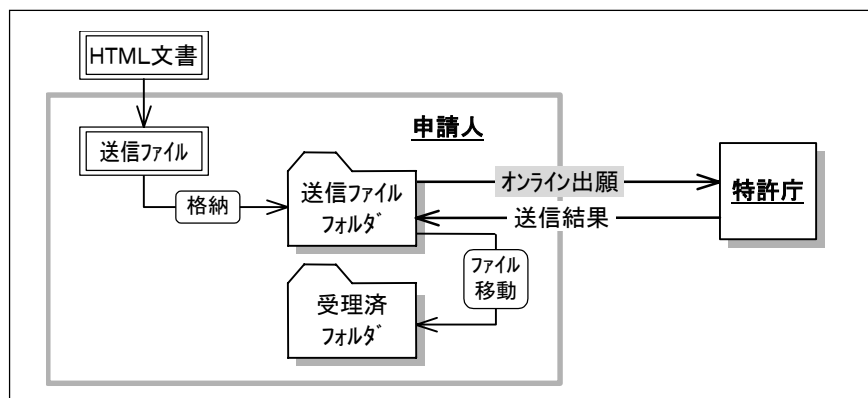 HTML文書
申請人
送信ﾌｧｲﾙ
格納
送信ﾌｧｲﾙ
ﾌｫﾙﾀﾞ
オンライン出願
送信結果
特許庁
ﾌｧｲﾙ
移動
受理済
ﾌｫﾙﾀﾞ